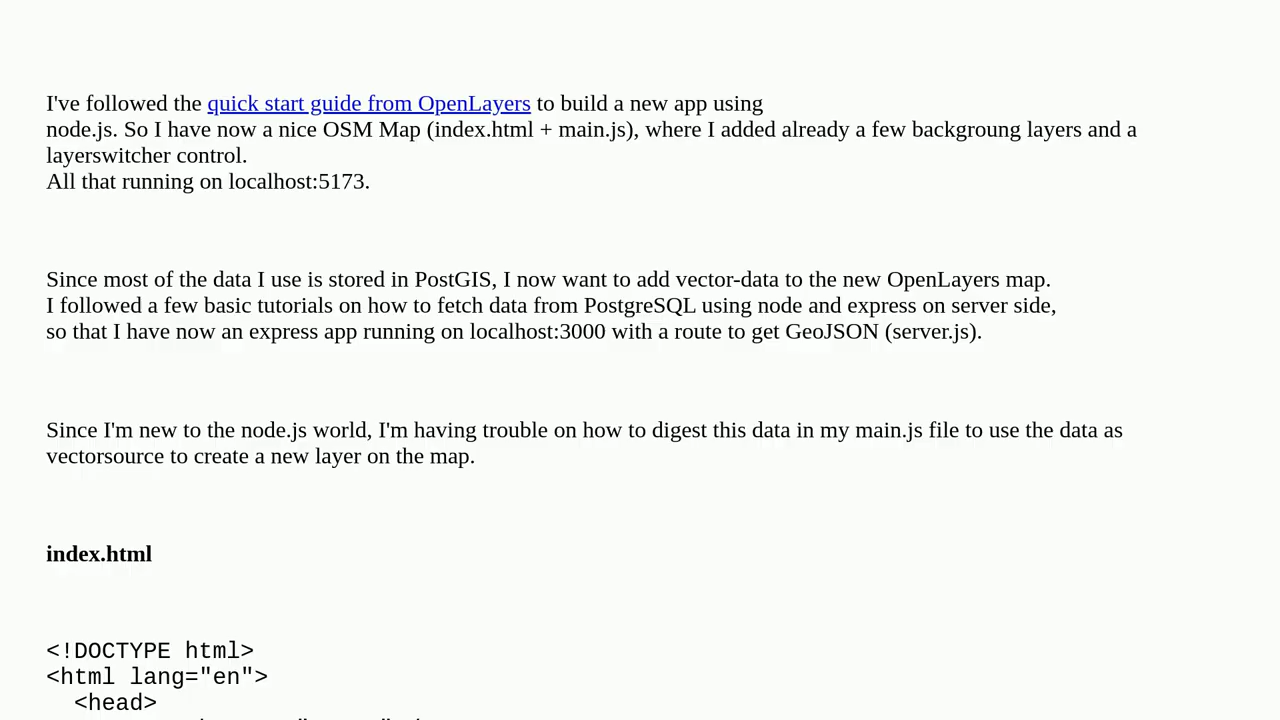 I've followed the quick start guide from OpenLayers to build a new app using
node.js. So I have now a nice OSM Map (index.html + main.js), where I added already a few backgroung layers and a
layerswitcher control.
All that running on localhost:5173.
Since most of the data I use is stored in PostGIS, I now want to add vector-data to the new OpenLayers map.
I followed a few basic tutorials on how to fetch data from PostgreSQL using node and express on server side,
so that I have now an express app running on localhost:3000 with a route to get GeoJSON (server.js).
Since I'm new to the node.js world, I'm having trouble on how to digest this data in my main.js file to use the data as
vectorsource to create a new layer on the map.
index.html
<!DOCTYPE html>
<html lang="en">
  <head>